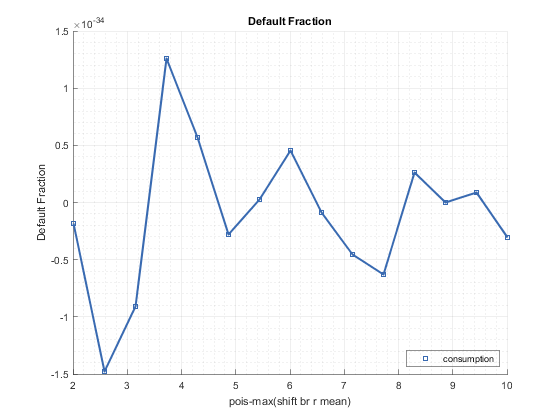 Default Fraction
×10-34
1.5
1
0.5
0
-0.5
-1
-1.5
Default Fraction
2 3 4 5 6 7 8 9 10
pois-max(shift br r mean)
consumption